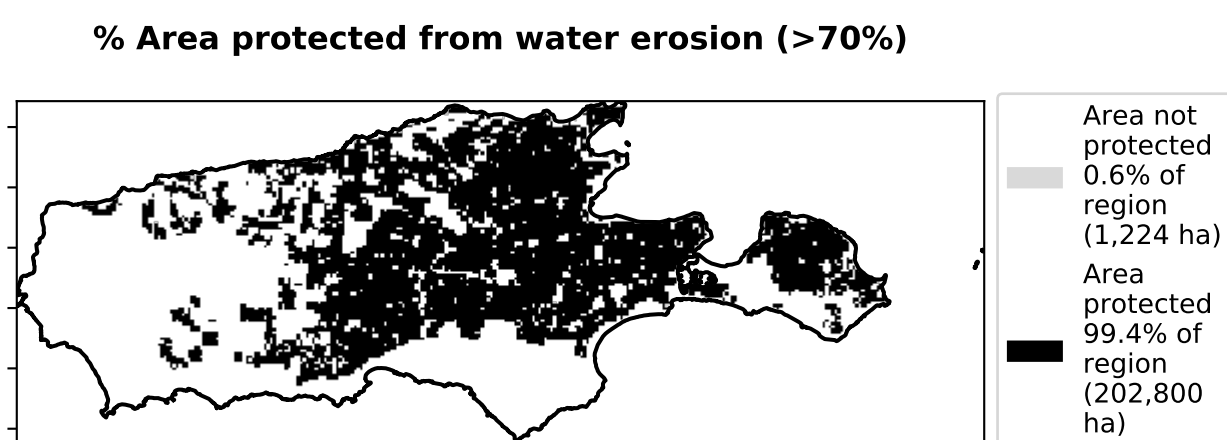 % Area protected from water erosion (>70%)
Area not
protected
0.6% of
region
(1,224 ha)
Area
protected
99.4% of
region
(202,800
ha)